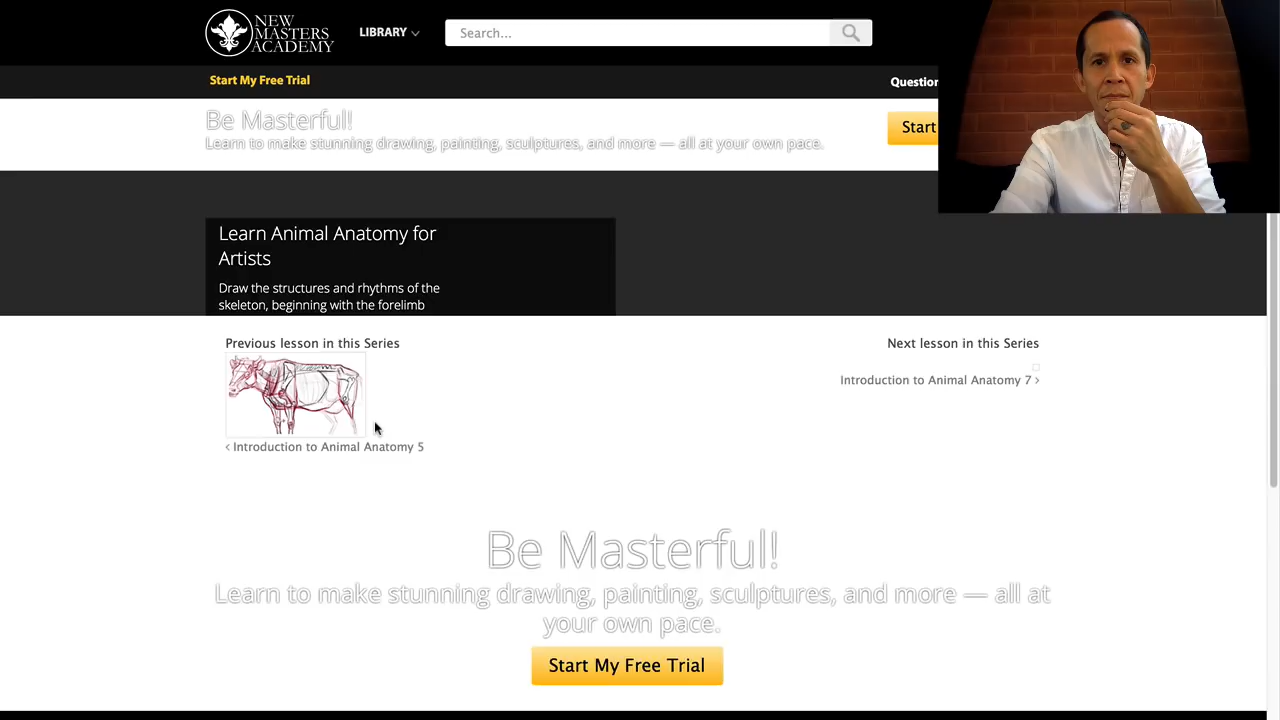 NEW
MASTERS
ACADEMY
LIBRARY
Search...
Start My Free Trial
Question
Be Masterful!
Learn to make stunning drawing, painting, sculptures, and more — all at your own pace.
Start
Learn Animal Anatomy for
Artists
Draw the structures and rhythms of the
skeleton, beginning with the forelimb
Previous lesson in this Series
Next lesson in this Series
Introduction to Animal Anatomy 7 ›
‹ Introduction to Animal Anatomy 5
Be Masterful!
Learn to make stunning drawing, painting, sculptures, and more — all at
your own pace.
Start My Free Trial